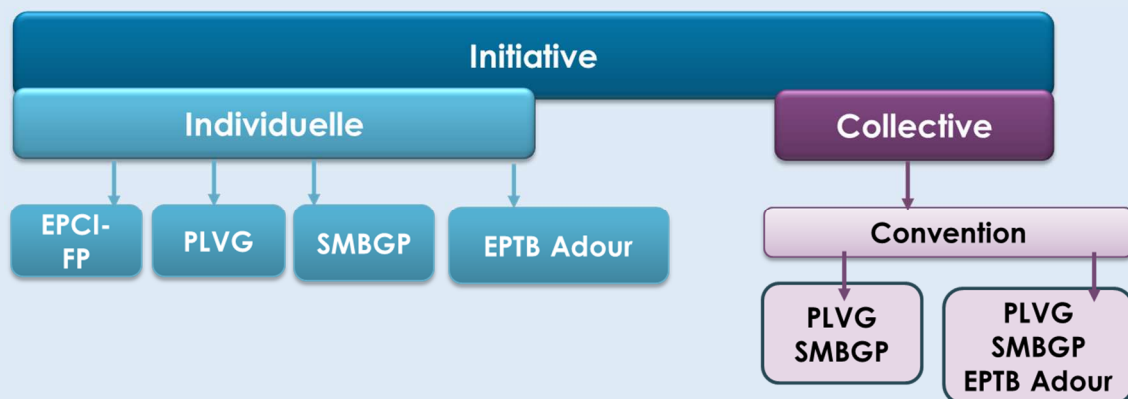 Initiative
Individuelle
Collective
EPCI-
FP
PLVG
SMBGP
EPTB Adour
Convention
PLVG
SMBGP
PLVG
SMBGP
EPTB Adour